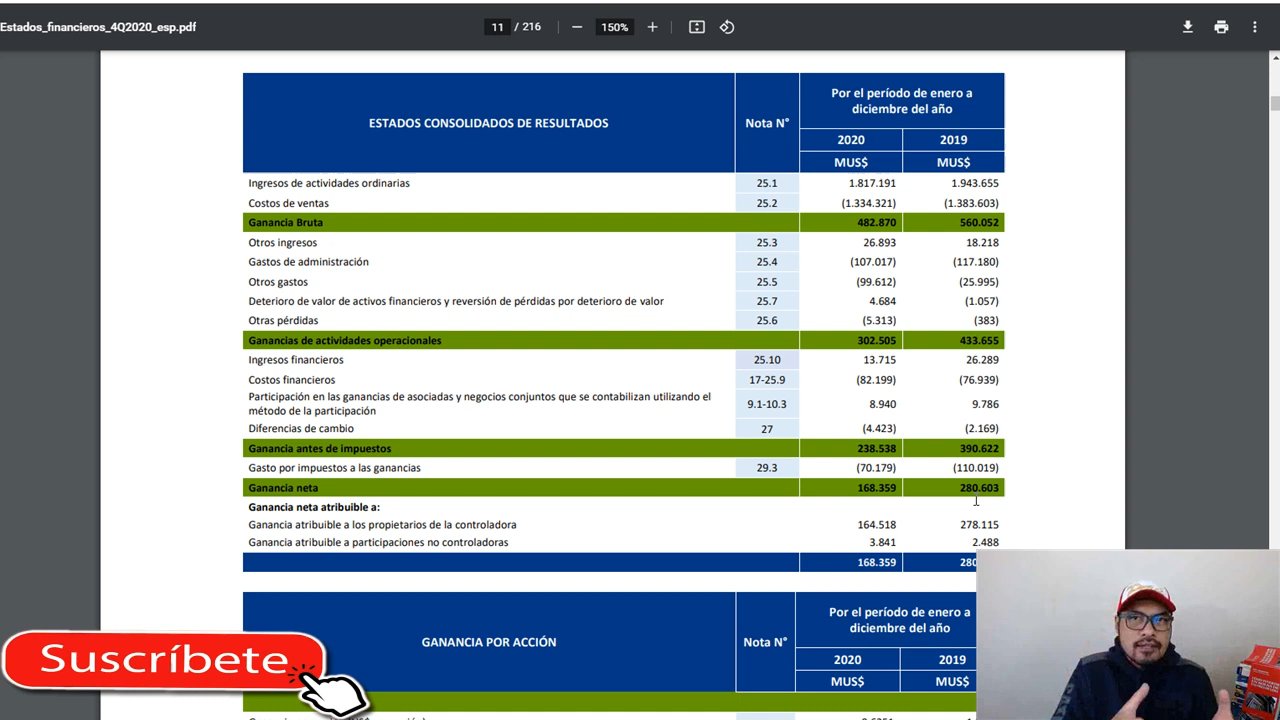 Estados_financieros_4Q2020_esp.pdf
11 / 216
150%
Por el período de enero a
diciembre del año
ESTADOS CONSOLIDADOS DE RESULTADOS Nota N°
2020 2019
MUS$ MUS$
Ingresos de actividades ordinarias 25.1 1.817.191 1.943.655
Costos de ventas 25.2 (1.334.321) (1.383.603)
Ganancia Bruta 482.870 560.052
Otros ingresos 25.3 26.893 18.218
Gastos de administración 25.4 (107.017) (117.180)
Otros gastos 25.5 (99.612) (25.995)
Deterioro de valor de activos financieros y reversión de pérdidas por deterioro de valor 25.7 4.684 (1.057)
Otras pérdidas 25.6 (5.313) (383)
Ganancias de actividades operacionales 302.505 433.655
Ingresos financieros 25.10 13.715 26.289
Costos financieros 17-25.9 (82.199) (76.939)
Participación en las ganancias de asociadas y negocios conjuntos que se contabilizan utilizando el
método de la participación 9.1-10.3 8.940 9.786
Diferencias de cambio 27 (4.423) (2.169)
Ganancia antes de impuestos 238.538 390.622
Gasto por impuestos a las ganancias 29.3 (70.179) (110.019)
Ganancia neta 168.359 280.603
Ganancia neta atribuible a:
Ganancia atribuible a los propietarios de la controladora 164.518 278.115
Ganancia atribuible a participaciones no controladoras 3.841 2.488
168.359 280
Por el período de enero a
diciembre del año
GANANCIA POR ACCIÓN Nota N°
2020 2019
MUS$ MUS$
Suscríbete